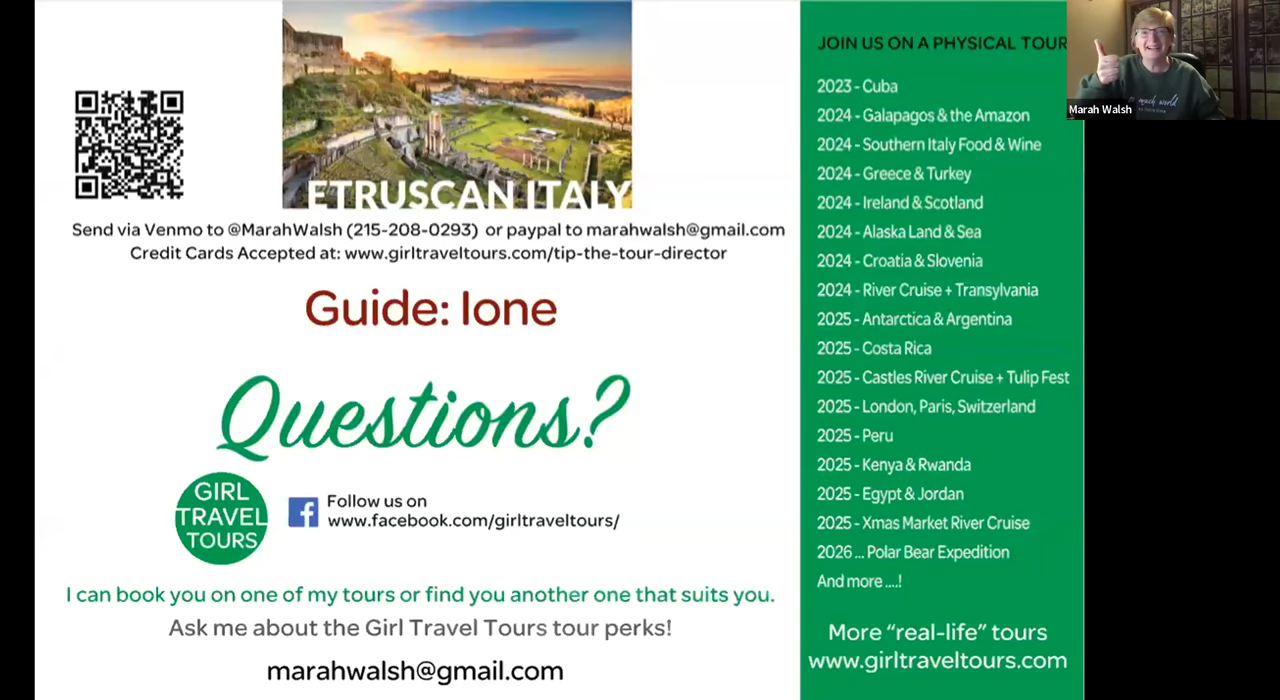 ETRUSCAN ITALY
Send via Venmo to @MarahWalsh (215-208-0293) or paypal to marahwalsh@gmail.com
Credit Cards Accepted at: www.girltraveltours.com/tip-the-tour-director
Guide: Ione
Questions?
GIRL
TRAVEL
TOURS
Follow us on
www.facebook.com/girltraveltours/
I can book you on one of my tours or find you another one that suits you.
Ask me about the Girl Travel Tours tour perks!
marahwalsh@gmail.com
JOIN US ON A PHYSICAL TOUR
2023 - Cuba
2024 - Galapagos & the Amazon
2024 - Southern Italy Food & Wine
2024 - Greece & Turkey
2024 - Ireland & Scotland
2024 - Alaska Land & Sea
2024 - Croatia & Slovenia
2024 - River Cruise + Transylvania
2025 - Antarctica & Argentina
2025 - Costa Rica
2025 - Castles River Cruise + Tulip Fest
2025 - London, Paris, Switzerland
2025 - Peru
2025 - Kenya & Rwanda
2025 - Egypt & Jordan
2025 - Xmas Market River Cruise
2026 ... Polar Bear Expedition
And more ....!
More “real-life” tours
www.girltraveltours.com
much world
Marah Walsh